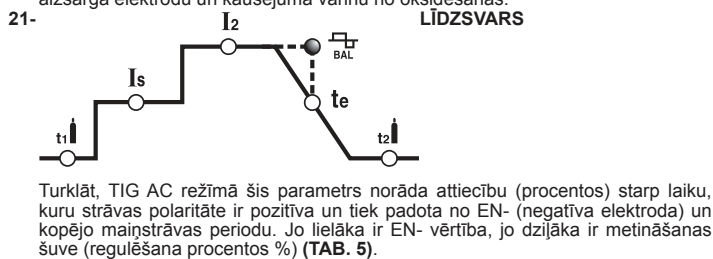 aizsargā elektrodu un kausējuma vannu no oksidēšanās.
21- LĪDZSVARS
I2
BAL
Is
te
t1
t2
Turklāt, TIG AC režīmā šis parametrs norāda attiecību (procentos) starp laiku,
kuru strāvas polaritāte ir pozitīva un tiek padota no EN- (negatīva elektroda) un
kopējo maiņstrāvas periodu. Jo lielāka ir EN- vērtība, jo dziļāka ir metināšanas
šuve (regulēšana procentos %) (TAB. 5).